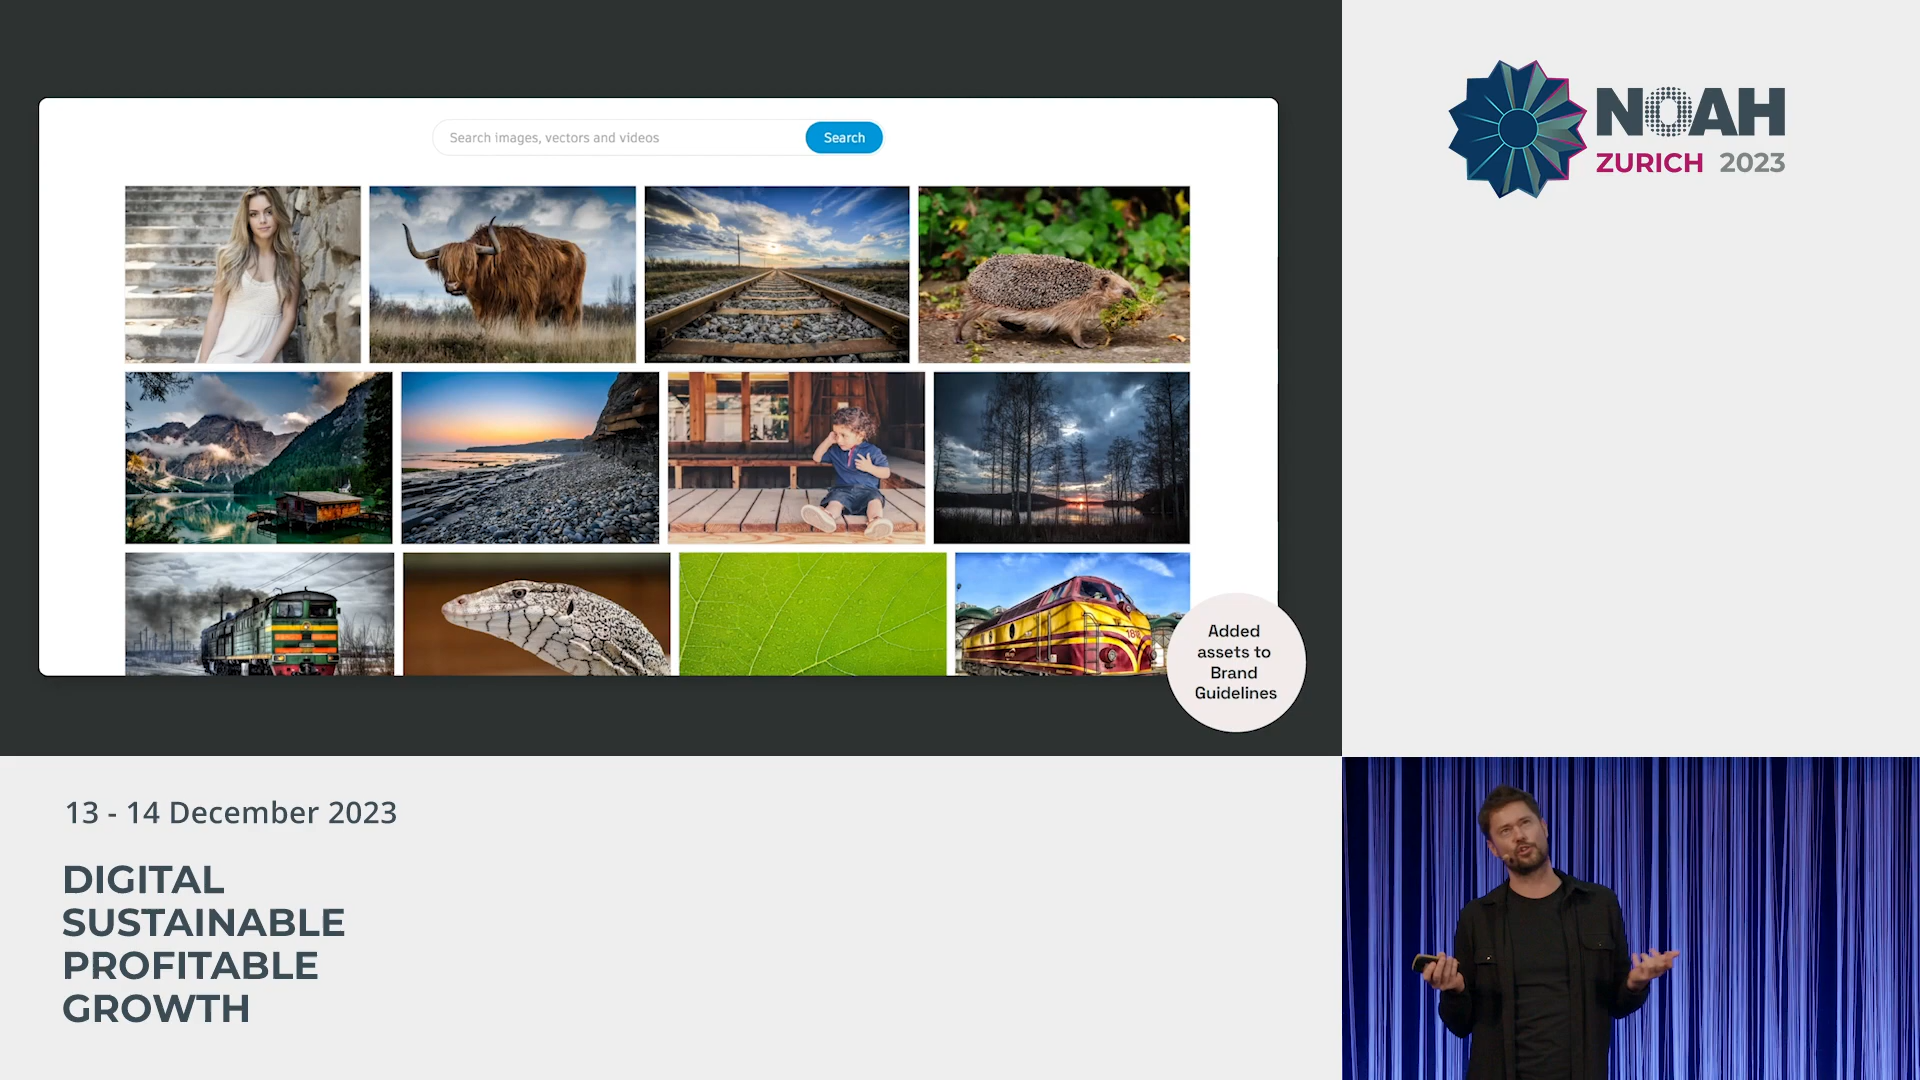 Search images, vectors and videos
Search
Added
assets to
Brand
Guidelines
NOAH
ZURICH 2023
13 - 14 December 2023
DIGITAL
SUSTAINABLE
PROFITABLE
GROWTH